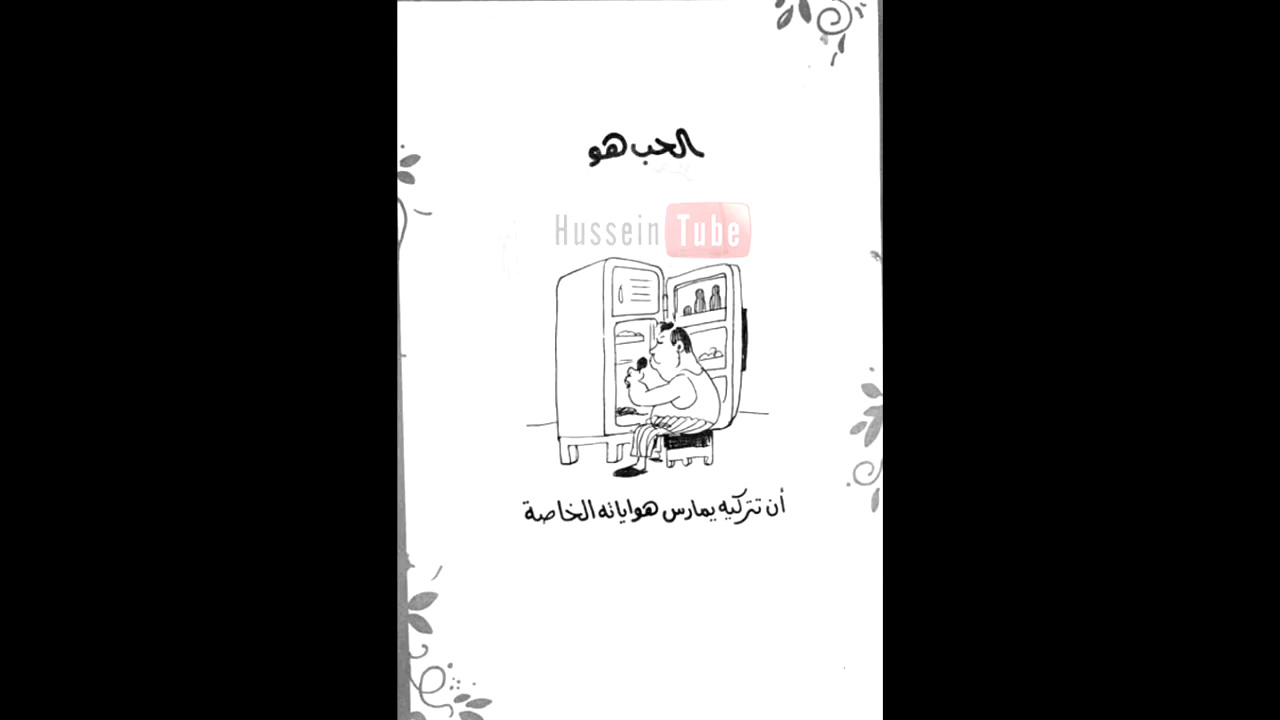 الحب هو
Hussein Tube
أن تتركيه يمارس هواياته الخاصة